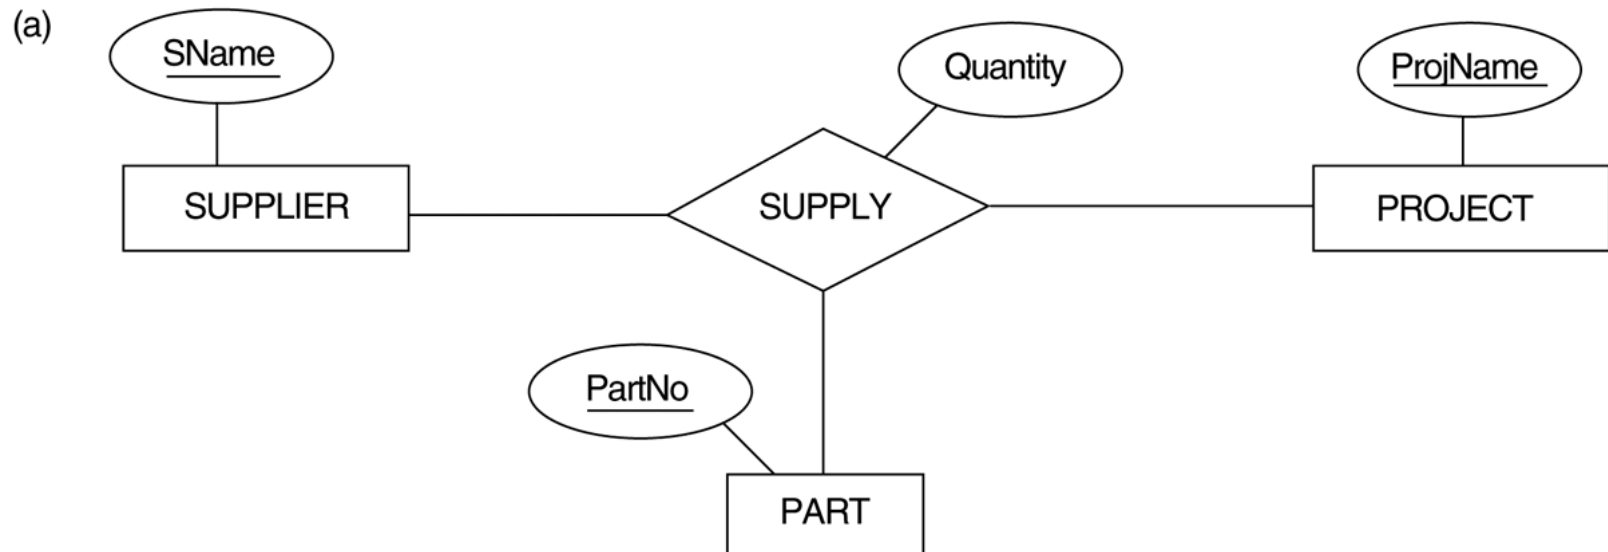 (a)
SName
Quantity
ProjName
SUPPLIER
SUPPLY
PROJECT
PartNo
PART